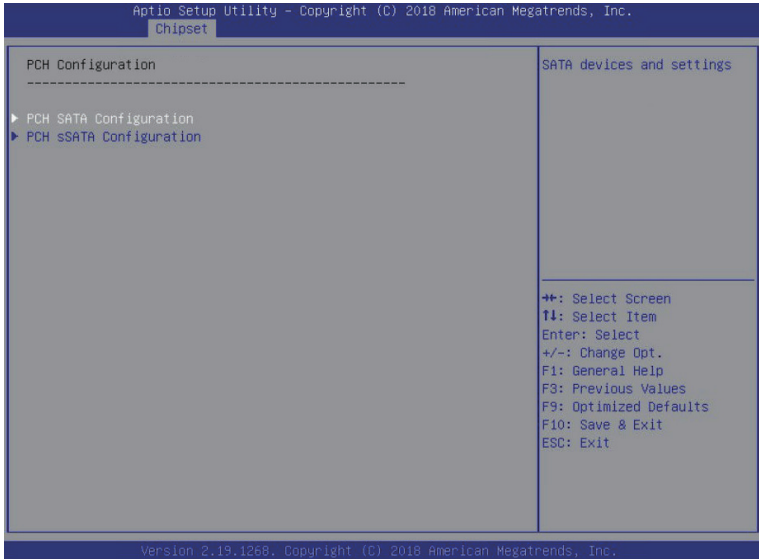 Aptio Setup Utility – Copyright (C) 2018 American Megatrends, Inc.
Chipset
PCH Configuration
--------------------------------------------------
▶ PCH SATA Configuration
▶ PCH sSATA Configuration
SATA devices and settings
→←: Select Screen
↑↓: Select Item
Enter: Select
+/-: Change Opt.
F1: General Help
F3: Previous Values
F9: Optimized Defaults
F10: Save & Exit
ESC: Exit
Version 2.19.1268. Copyright (C) 2018 American Megatrends, Inc.